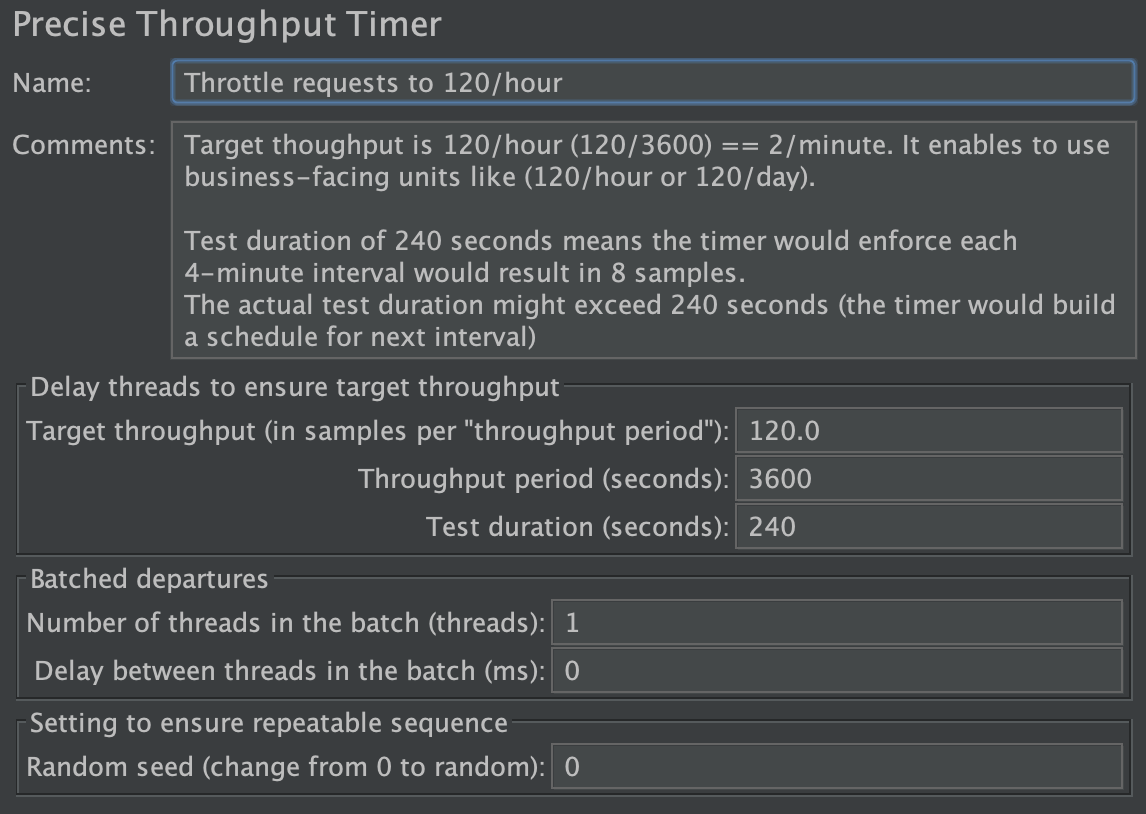 Precise Throughput Timer
Name: Throttle requests to 120/hour
Comments: Target thoughput is 120/hour (120/3600) == 2/minute. It enables to use
business-facing units like (120/hour or 120/day).
Test duration of 240 seconds means the timer would enforce each
4-minute interval would result in 8 samples.
The actual test duration might exceed 240 seconds (the timer would build
a schedule for next interval)
Delay threads to ensure target throughput
Target throughput (in samples per "throughput period"): 120.0
Throughput period (seconds): 3600
Test duration (seconds): 240
Batched departures
Number of threads in the batch (threads): 1
Delay between threads in the batch (ms): 0
Setting to ensure repeatable sequence
Random seed (change from 0 to random): 0